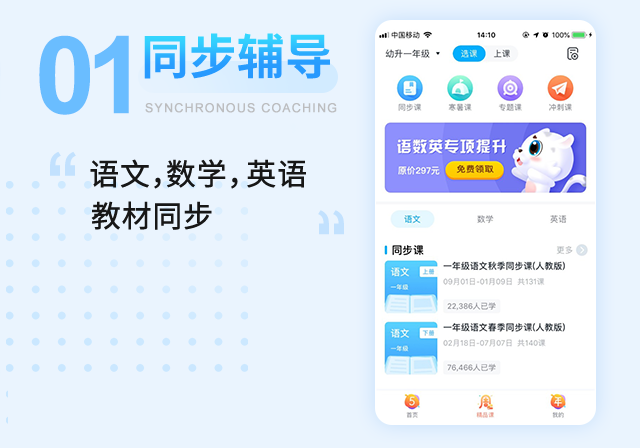 01 同步辅导
SYNCHRONOUS COACHING
“语文，数学，英语
教材同步”
中国移动 14:10 100%
幼升一年级 选课 上课
同步课 寒暑课 专题课 冲刺课
语数英专项提升
原价297元 免费领取
语文 数学 英语
同步课 更多
语文 上册
一年级
一年级语文秋季同步课(人教版)
09月01日-01月09日 共131课
22,386人已学
语文 下册
一年级
一年级语文春季同步课(人教版)
02月18日-07月07日 共140课
76,466人已学
首页 精品课 我的